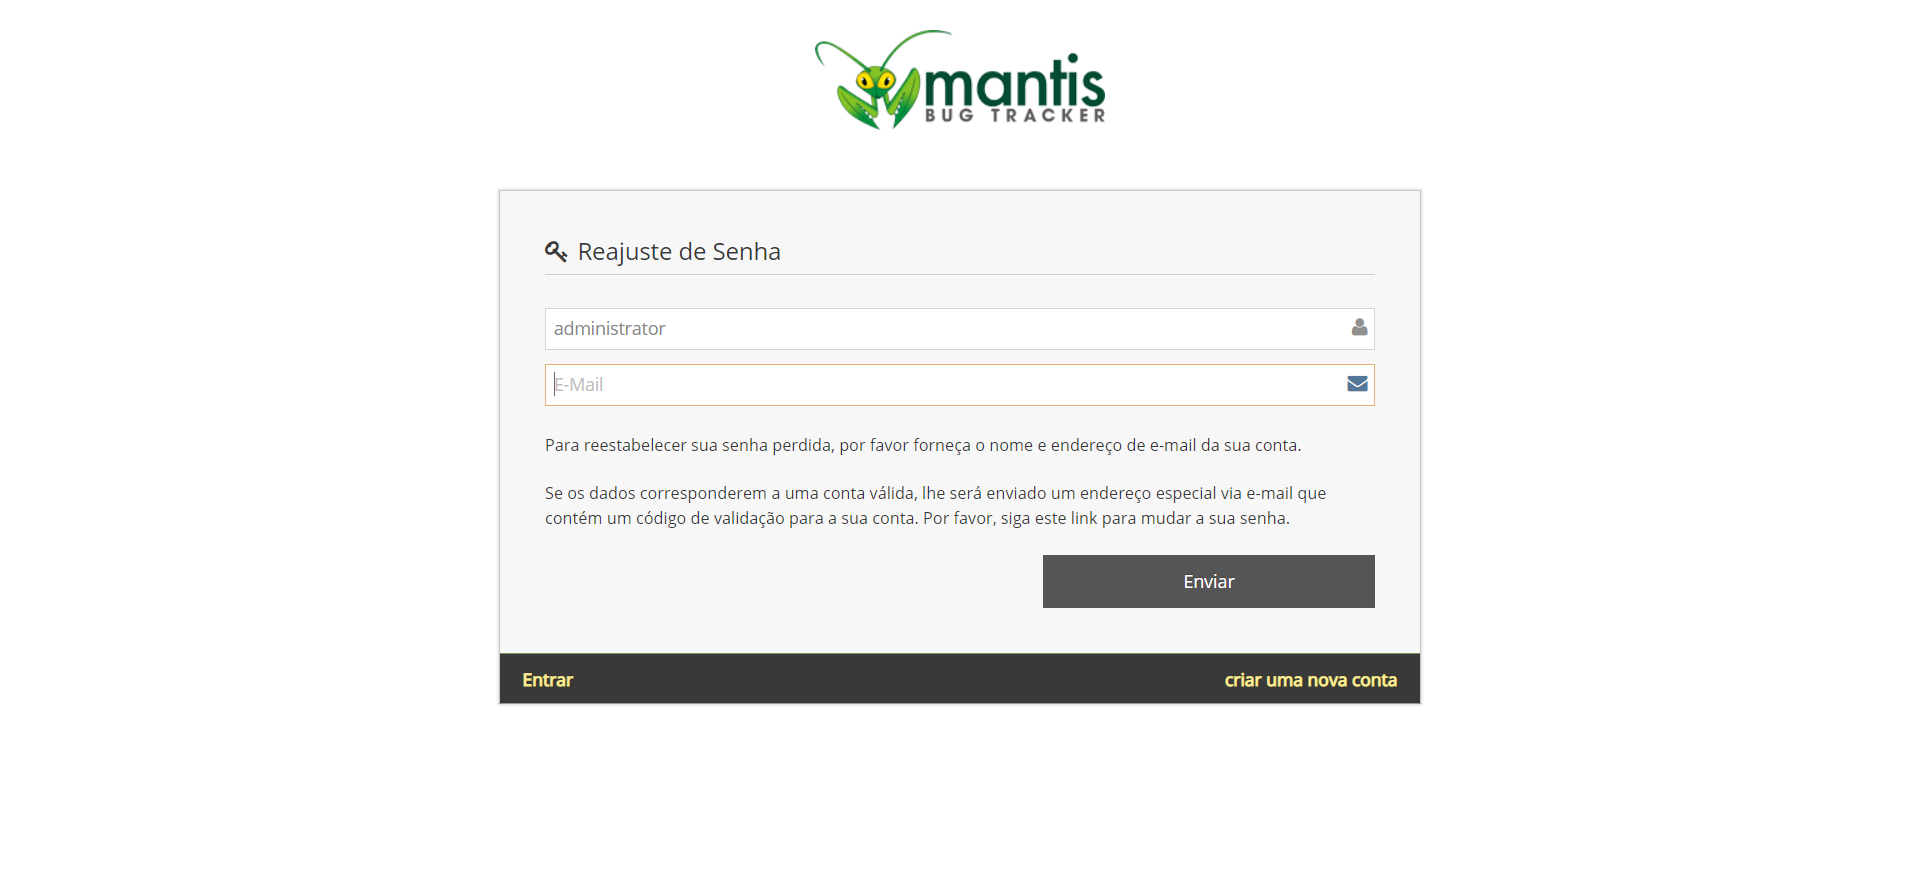 mantis
BUG TRACKER
Reajuste de Senha
administrator
E-Mail
Para reestabelecer sua senha perdida, por favor forneça o nome e endereço de e-mail da sua conta.
Se os dados corresponderem a uma conta válida, lhe será enviado um endereço especial via e-mail que
contém um código de validação para a sua conta. Por favor, siga este link para mudar a sua senha.
Enviar
Entrar
criar uma nova conta